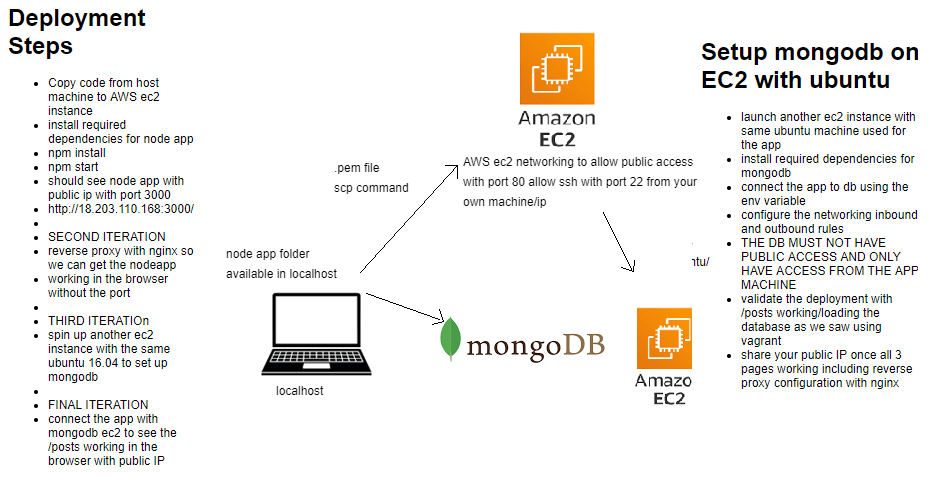 Deployment
Steps
Copy code from host
machine to AWS ec2
instance
install required
dependencies for node app
npm install
npm start
should see node app with
public ip with port 3000
http://18.203.110.168:3000/
SECOND ITERATION
reverse proxy with nginx so
we can get the nodeapp
working in the browser
without the port
THIRD ITERATIOn
spin up another ec2
instance with the same
ubuntu 16.04 to set up
mongodb
FINAL ITERATION
connect the app with
mongodb ec2 to see the
/posts working in the
browser with public IP
Amazon
EC2
AWS ec2 networking to allow public access
with port 80 allow ssh with port 22 from your
own machine/ip
.pem file
scp command
node app folder
available in localhost
localhost
mongoDB
ntu/
Amazo
EC2
Setup mongodb on
EC2 with ubuntu
launch another ec2 instance with
same ubuntu machine used for
the app
install required dependencies for
mongodb
connect the app to db using the
env variable
configure the networking inbound
and outbound rules
THE DB MUST NOT HAVE
PUBLIC ACCESS AND ONLY
HAVE ACCESS FROM THE APP
MACHINE
validate the deployment with
/posts working/loading the
database as we saw using
vagrant
share your public IP once all 3
pages working including reverse
proxy configuration with nginx